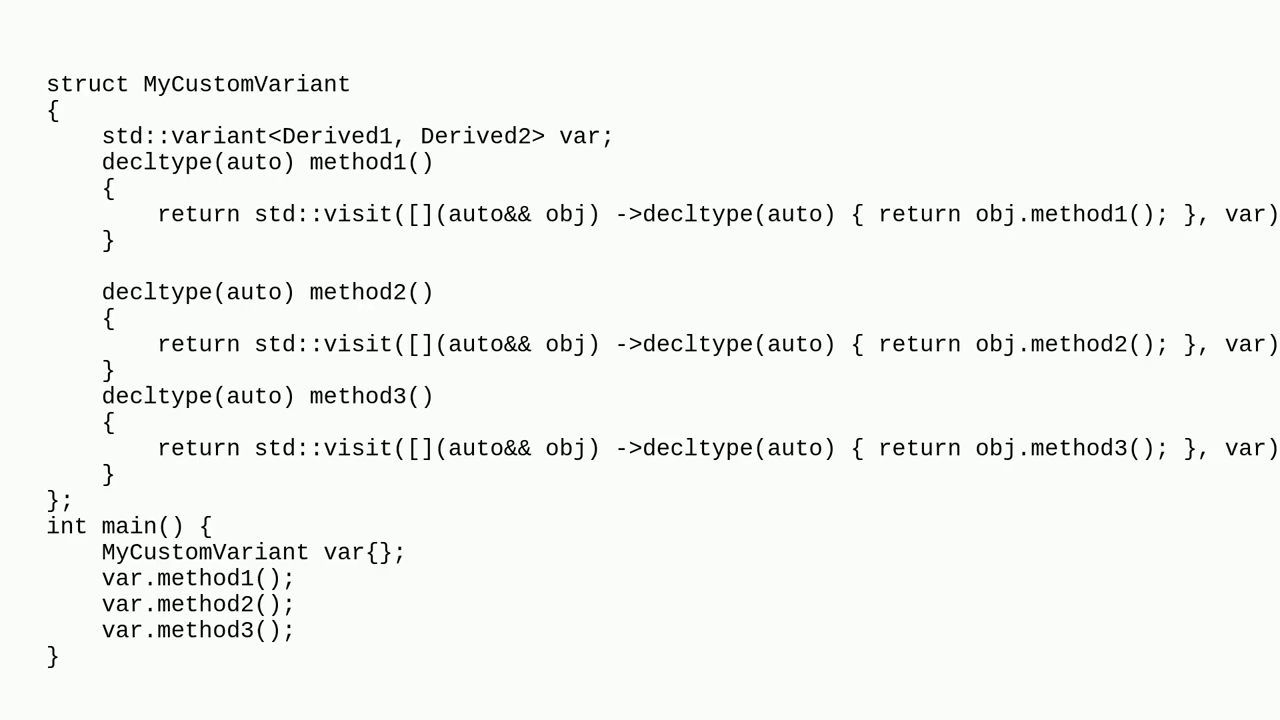 struct MyCustomVariant
{
    std::variant<Derived1, Derived2> var;
    decltype(auto) method1()
    {
        return std::visit([](auto&& obj) ->decltype(auto) { return obj.method1(); }, var)
    }

    decltype(auto) method2()
    {
        return std::visit([](auto&& obj) ->decltype(auto) { return obj.method2(); }, var)
    }
    decltype(auto) method3()
    {
        return std::visit([](auto&& obj) ->decltype(auto) { return obj.method3(); }, var)
    }
};
int main() {
    MyCustomVariant var{};
    var.method1();
    var.method2();
    var.method3();
}